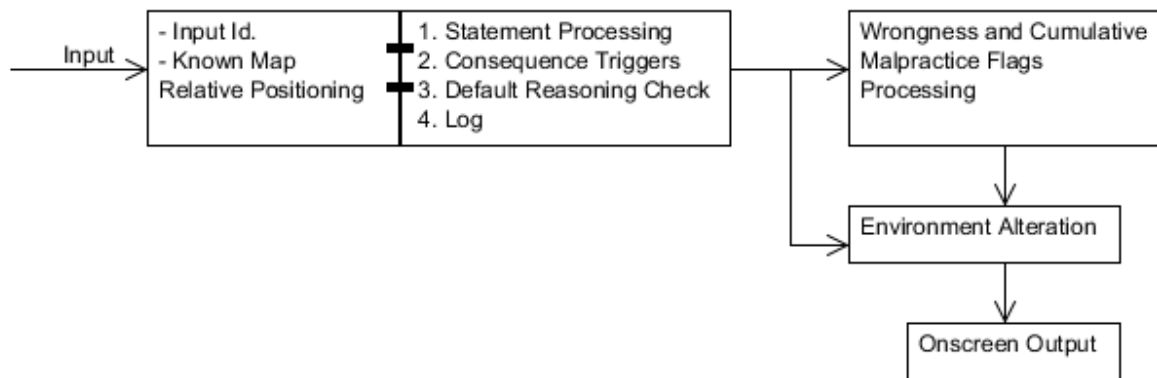 Input
- Input Id.
- Known Map
Relative Positioning
1. Statement Processing
2. Consequence Triggers
3. Default Reasoning Check
4. Log
Wrongness and Cumulative
Malpractice Flags
Processing
Environment Alteration
Onscreen Output